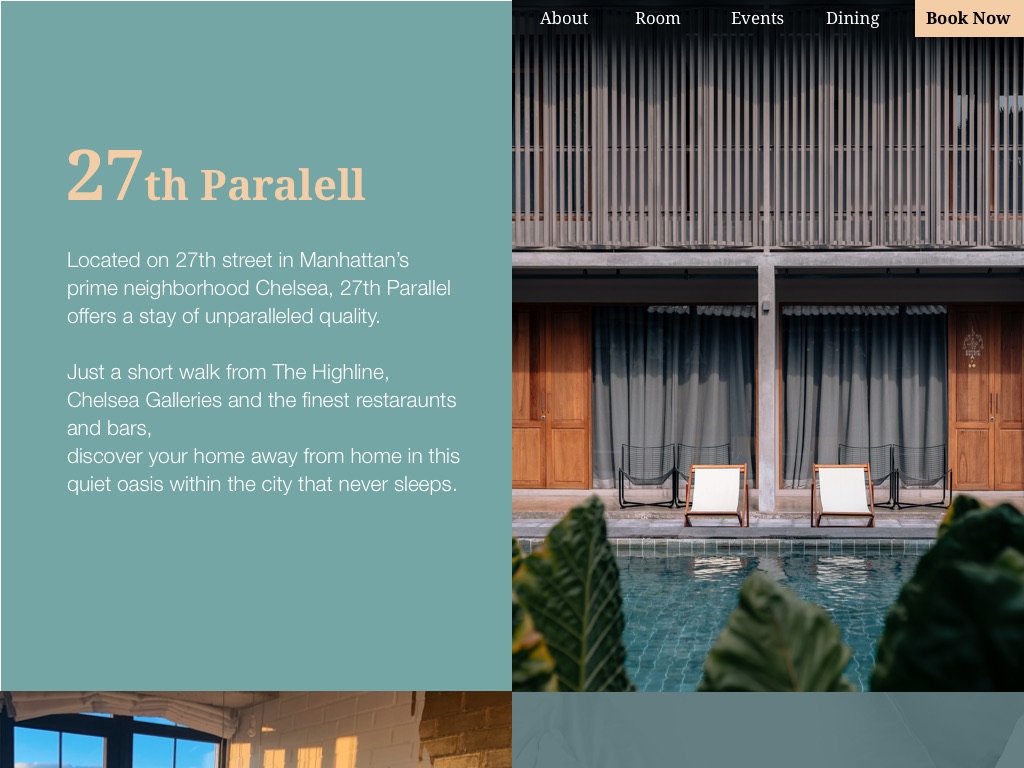 About Room Events Dining Book Now
27th Paralell
Located on 27th street in Manhattan's
prime neighborhood Chelsea, 27th Parallel
offers a stay of unparalleled quality.
Just a short walk from The Highline,
Chelsea Galleries and the finest restaraunts
and bars,
discover your home away from home in this
quiet oasis within the city that never sleeps.